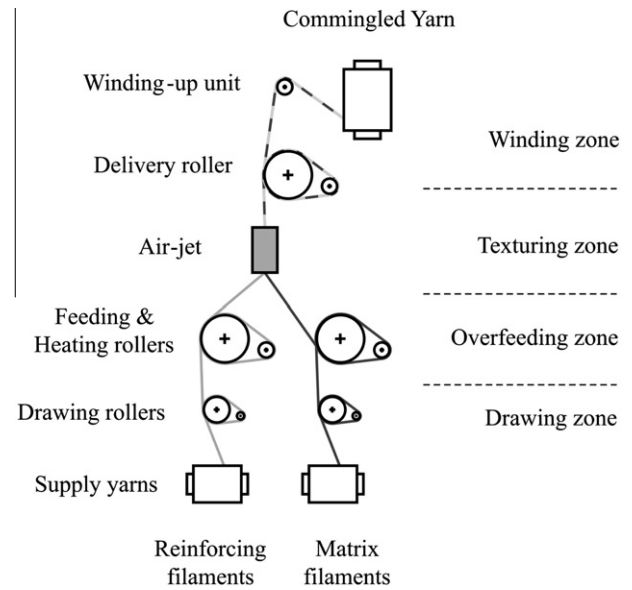 Commingled Yarn
Winding-up unit
Winding zone
Delivery roller
Air-jet
Texturing zone
Feeding &
Heating rollers
Overfeeding zone
Drawing rollers
Drawing zone
Supply yarns
Reinforcing
filaments
Matrix
filaments